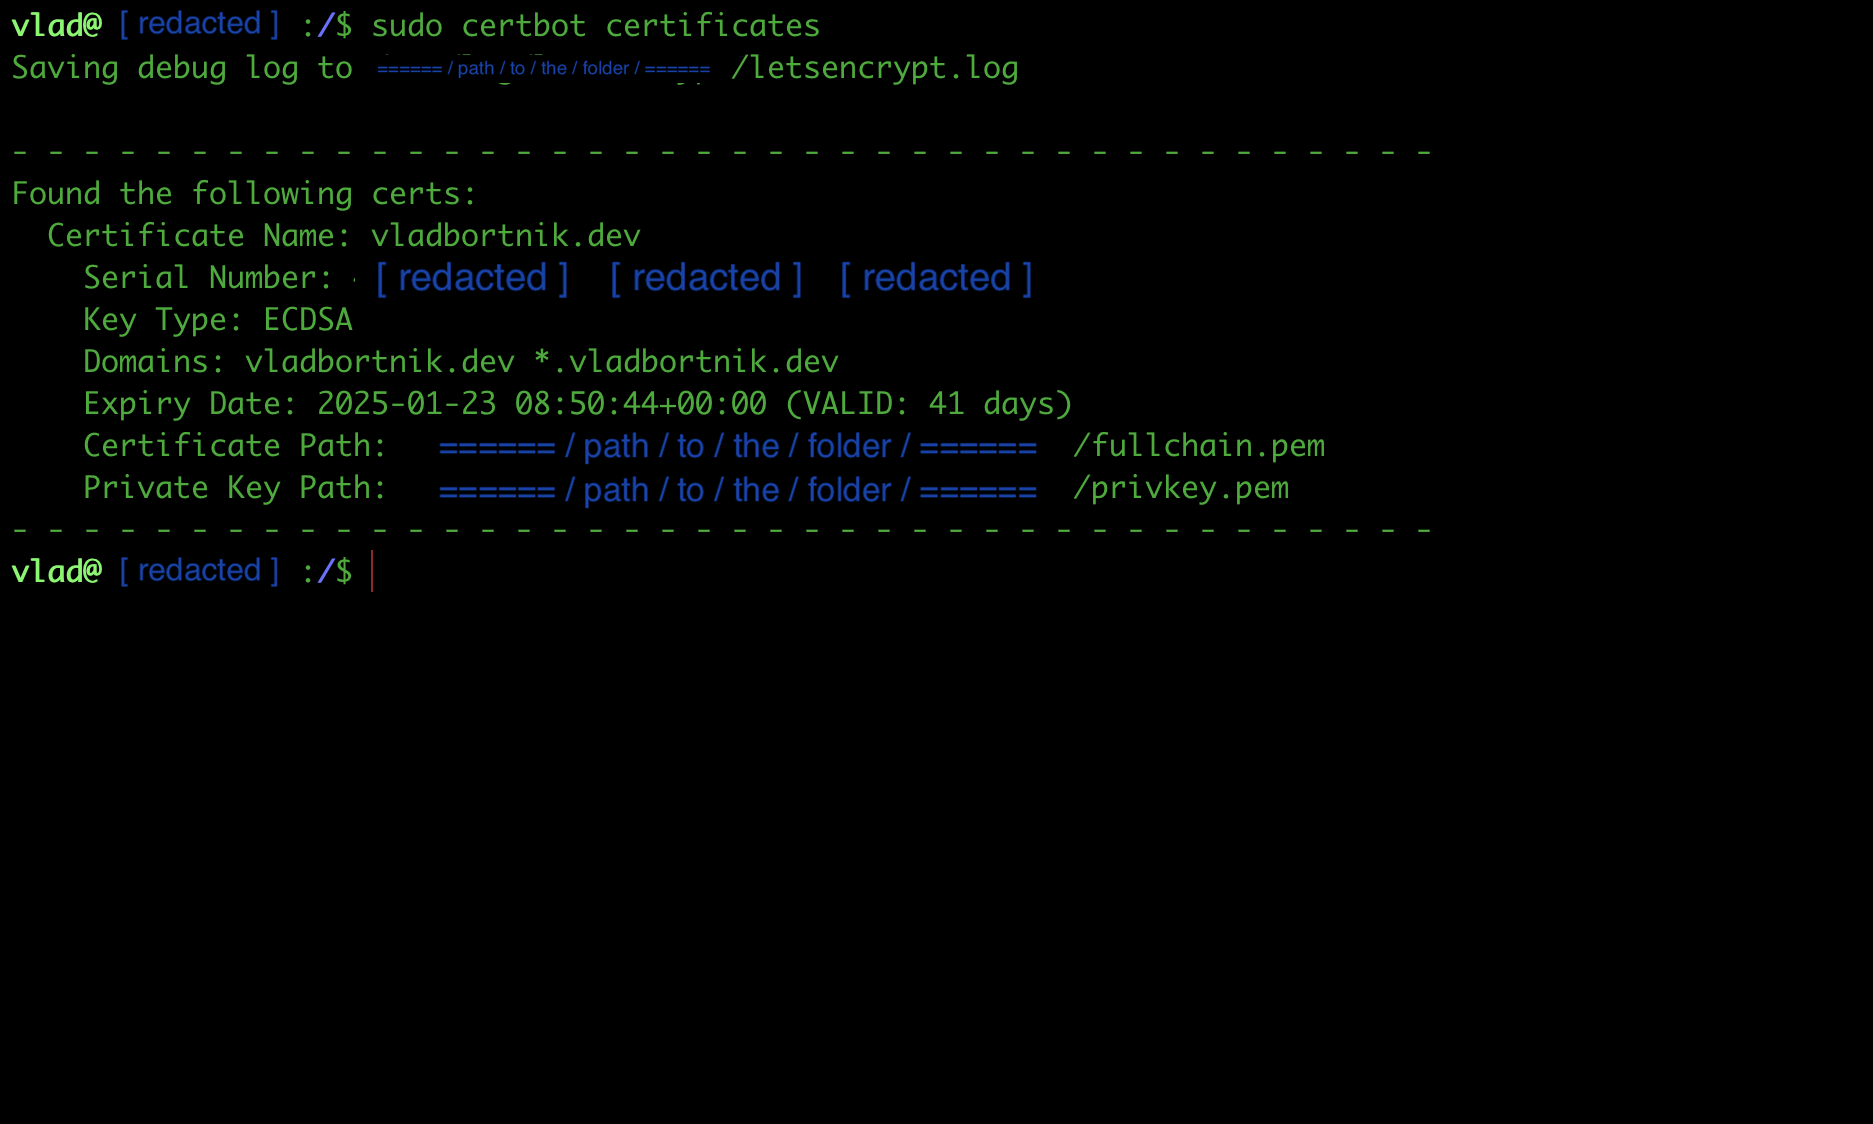 vlad@ [ redacted ] :/$ sudo certbot certificates
Saving debug log to ====== / path / to / the / folder / ====== /letsencrypt.log
- - - - - - - - - - - - - - - - - - - - - - - - - - - - - - - - - - - - - - - -
Found the following certs:
  Certificate Name: vladbortnik.dev
    Serial Number: [ redacted ] [ redacted ] [ redacted ]
    Key Type: ECDSA
    Domains: vladbortnik.dev *.vladbortnik.dev
    Expiry Date: 2025-01-23 08:50:44+00:00 (VALID: 41 days)
    Certificate Path: ====== / path / to / the / folder / ====== /fullchain.pem
    Private Key Path: ====== / path / to / the / folder / ====== /privkey.pem
- - - - - - - - - - - - - - - - - - - - - - - - - - - - - - - - - - - - - - - -
vlad@ [ redacted ] :/$